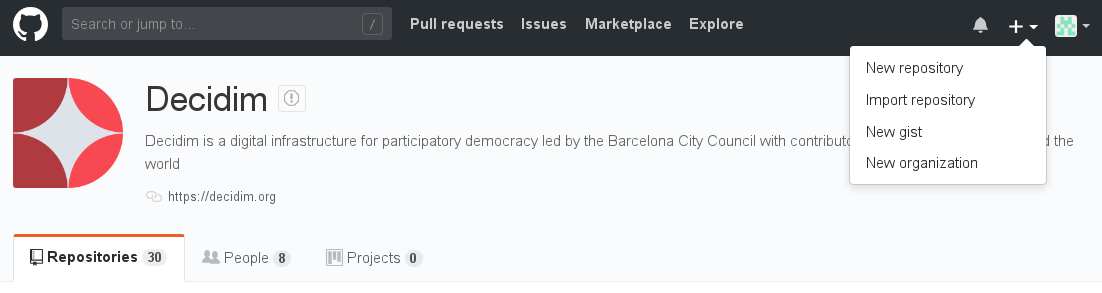 Search or jump to... /
Pull requests Issues Marketplace Explore
New repository
Import repository
New gist
New organization
Decidim
Decidim is a digital infrastructure for participatory democracy led by the Barcelona City Council with the
world
https://decidim.org
Repositories 30 People 8 Projects 0